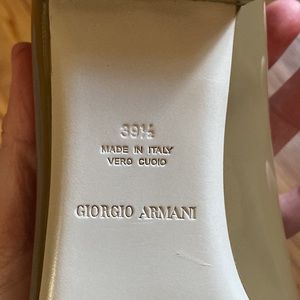 39½
MADE IN ITALY
VERO CUOIO
GIORGIO ARMANI